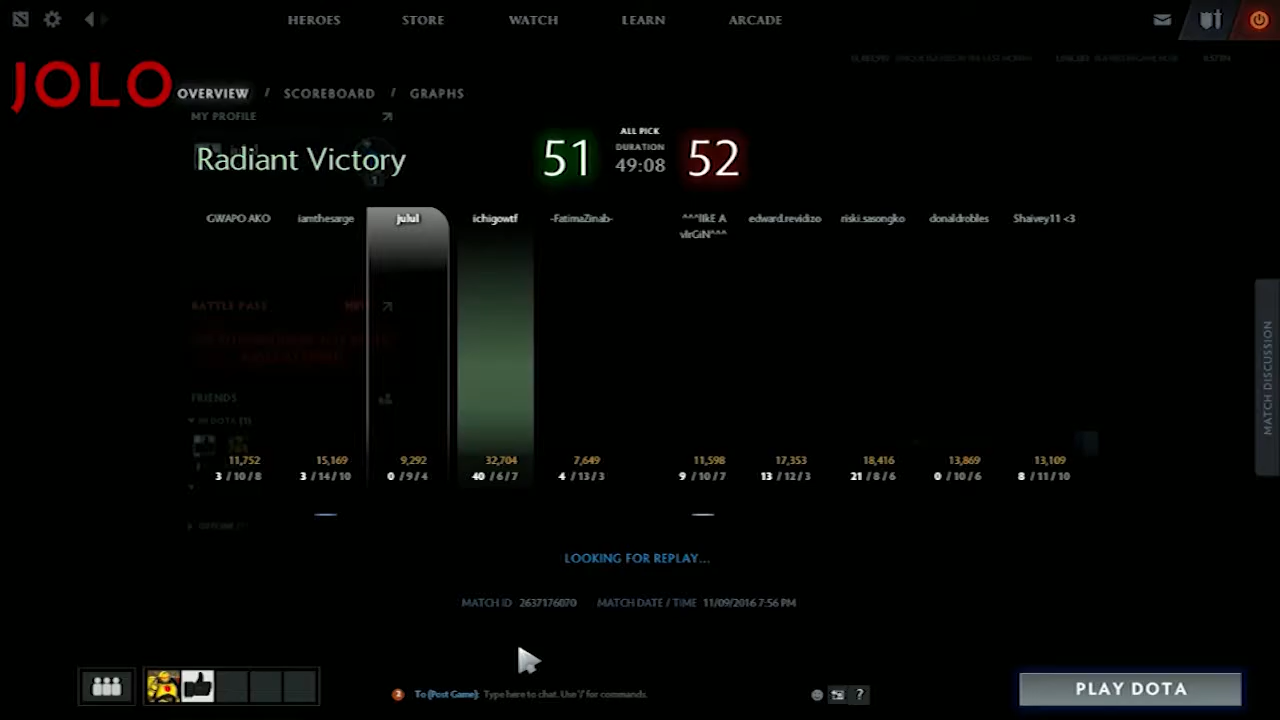 HEROES STORE WATCH LEARN ARCADE
JOLO
OVERVIEW / SCOREBOARD / GRAPHS
MY PROFILE
Radiant Victory
51
ALL PICK
DURATION
49:08
52
GWAPO AKO iamthesarge julul ichigowtf -FatimaZinab- ^^^lIkE A edward.revidizo riski.sasongko donaldrobles Shaivey11 <3
vIrGiN^^^
BATTLE PASS
FRIENDS
IN DOTA (1)
11,752 15,169 9,292 32,704 7,649 11,598 17,353 18,416 13,869 13,109
3 / 10 / 8 3 / 14 / 10 0 / 9 / 4 40 / 6 / 7 4 / 13 / 3 9 / 10 / 7 13 / 12 / 3 21 / 8 / 6 0 / 10 / 6 8 / 11 / 10
OFFLINE
LOOKING FOR REPLAY...
MATCH ID 2637176070 MATCH DATE / TIME 11/09/2016 7:56 PM
MATCH DISCUSSION
2 To (Post Game): Type here to chat. Use '/' for commands.
?
PLAY DOTA